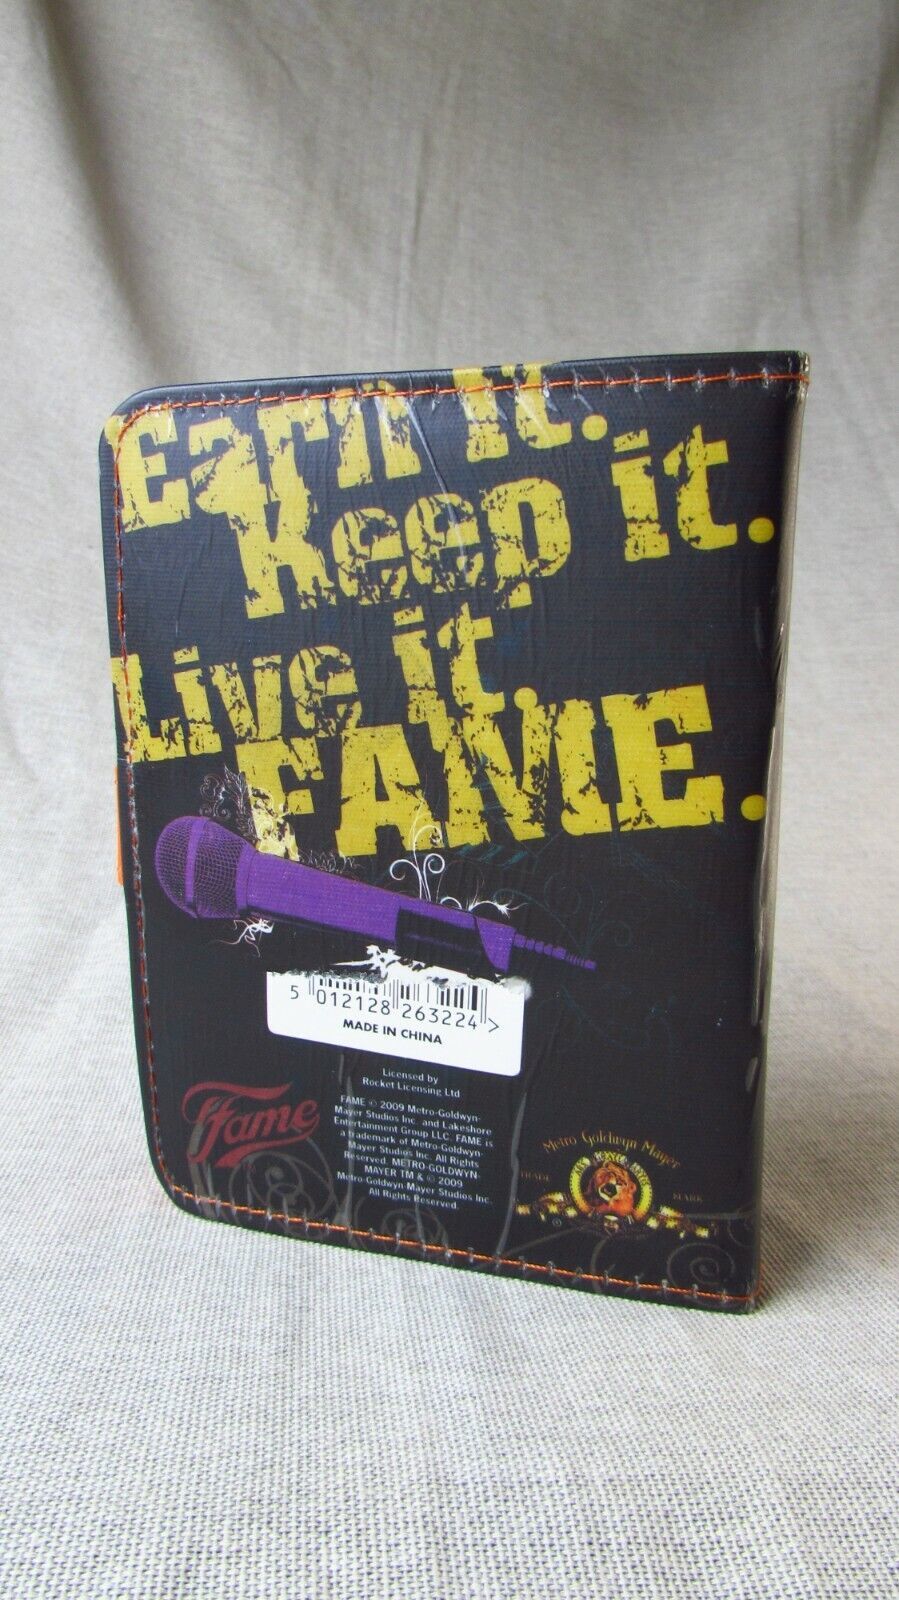 Earn it.
Keep it.
Live it.
FAME.
5 012128 263224 >
MADE IN CHINA
Licensed by
Rocket Licensing Ltd
FAME © 2009 Metro-Goldwyn-
Mayer Studios Inc. and Lakeshore
Entertainment Group LLC. FAME is
a trademark of Metro-Goldwyn-
Mayer Studios Inc. All Rights
Reserved. METRO-GOLDWYN-
MAYER TM & © 2009
Metro-Goldwyn-Mayer Studios Inc.
All Rights Reserved.
Fame
Metro Goldwyn Mayer
TRADE MARK